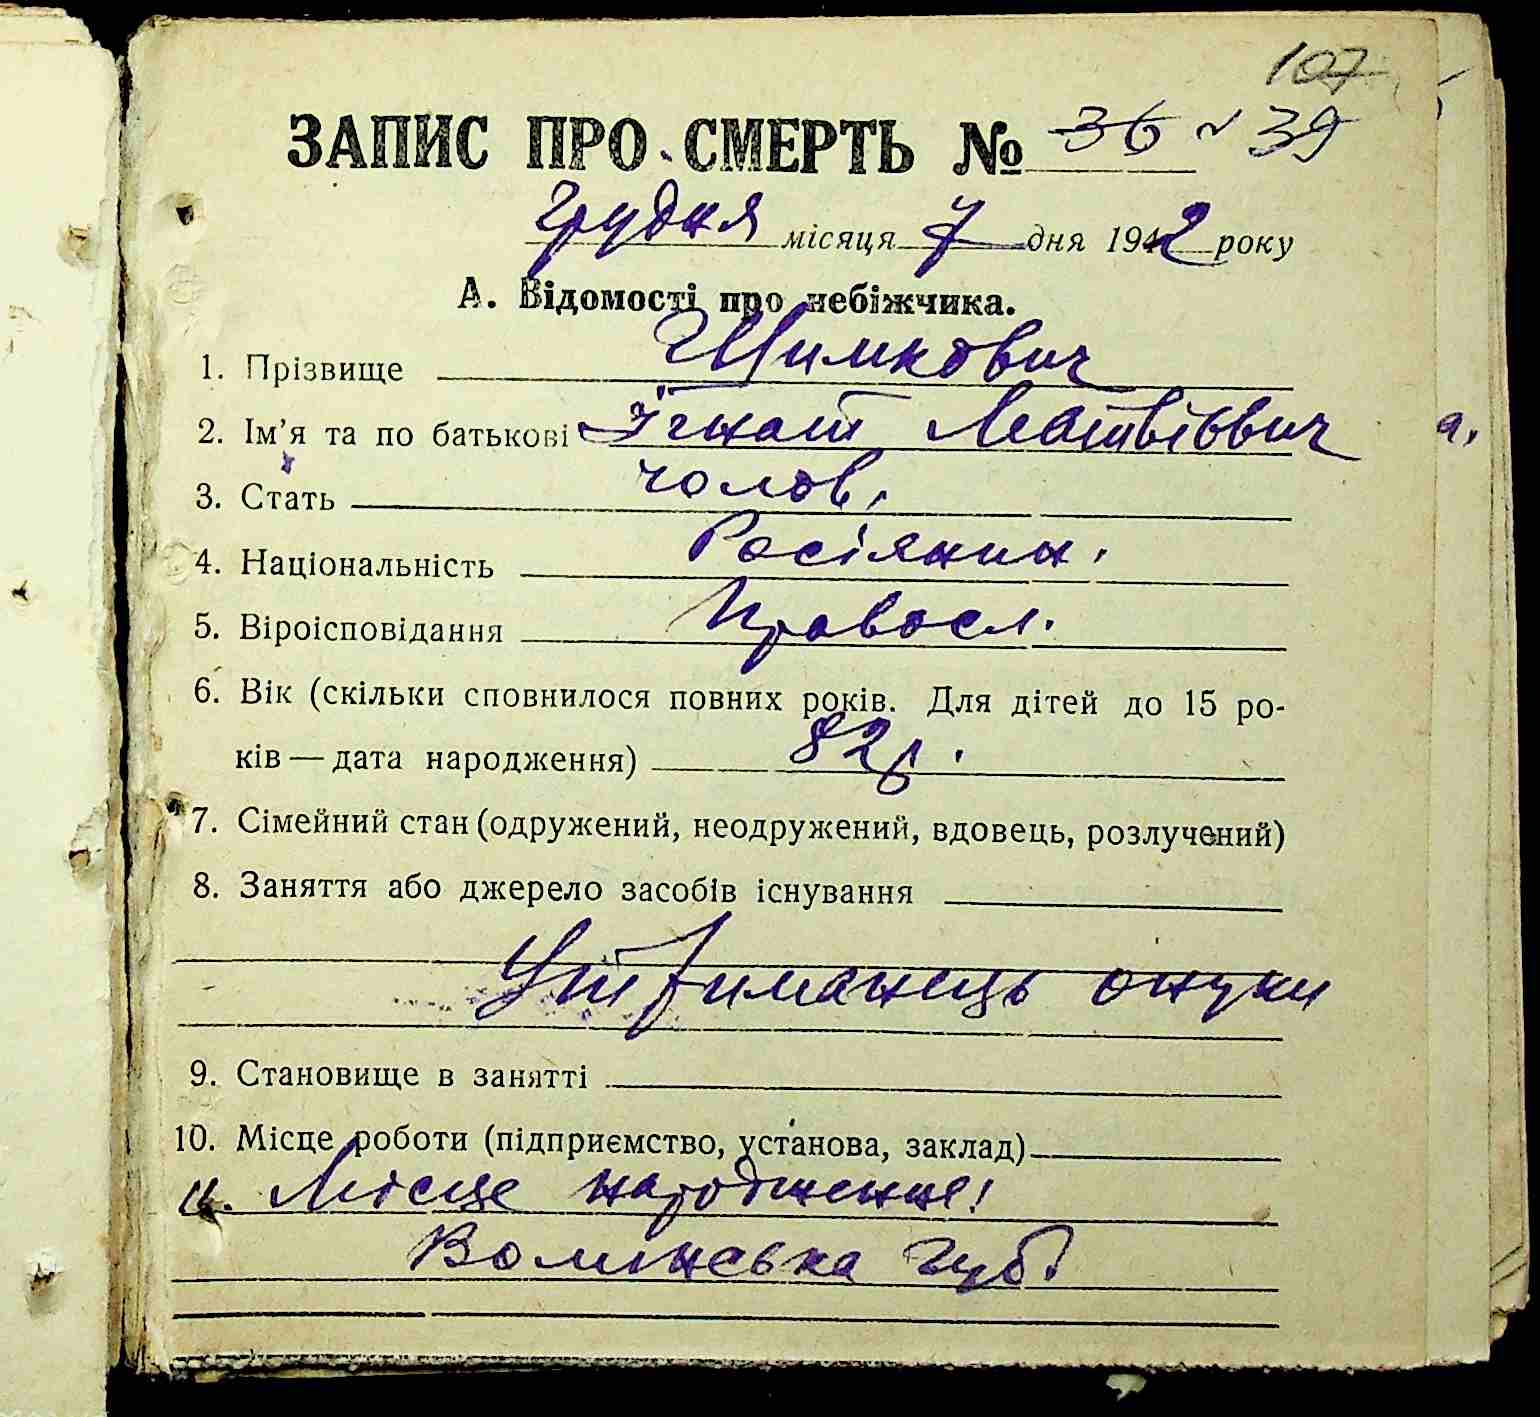 107
ЗАПИС ПРО СМЕРТЬ № 36 ~ 39
Грудня місяця 7 дня 1942 року
А. Відомості про небіжчика.
1. Прізвище Шимкович
2. Ім’я та по батькові Ігнат Матвієвич
3. Стать чолов.
4. Національність Росіянин.
5. Віроісповідання Правосл.
6. Вік (скільки сповнилося повних років. Для дітей до 15 ро-
ків — дата народження) 82 р.
7. Сімейний стан (одружений, неодружений, вдовець, розлучений)
8. Заняття або джерело засобів існування
Утриманець онуки
9. Становище в занятті
10. Місце роботи (підприємство, установа, заклад)
11. Місце народження!
Волинська губ.